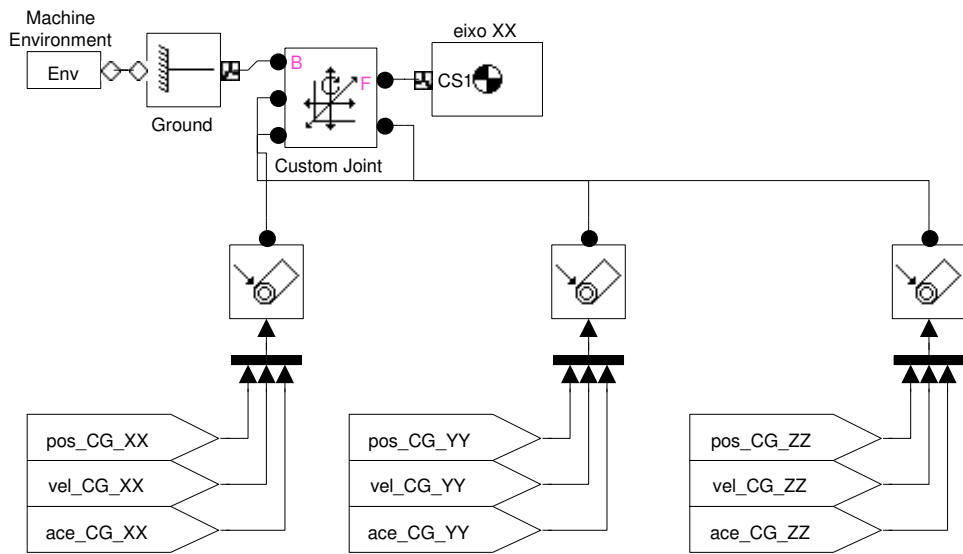 Machine
Environment
Env
Ground
B
F
Custom Joint
eixo XX
CS1
pos_CG_XX
vel_CG_XX
ace_CG_XX
pos_CG_YY
vel_CG_YY
ace_CG_YY
pos_CG_ZZ
vel_CG_ZZ
ace_CG_ZZ